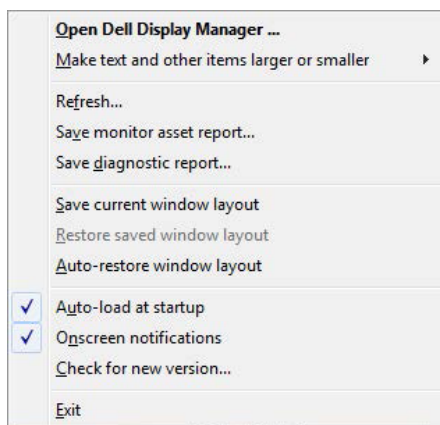 Open Dell Display Manager ...
Make text and other items larger or smaller
Refresh...
Save monitor asset report...
Save diagnostic report...
Save current window layout
Restore saved window layout
Auto-restore window layout
Auto-load at startup
Onscreen notifications
Check for new version...
Exit